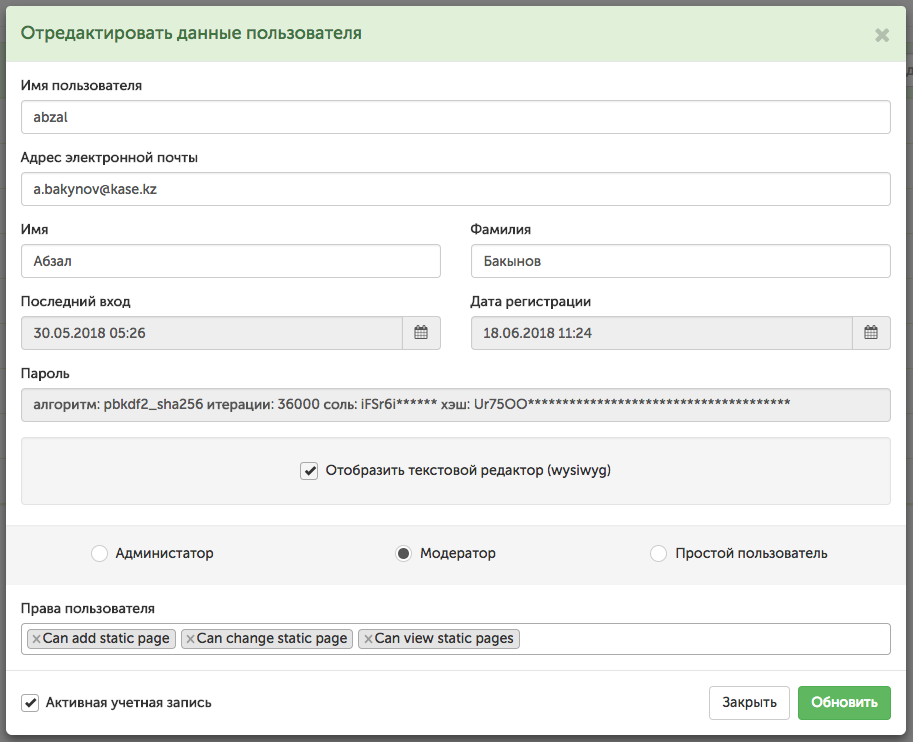 Отредактировать данные пользователя
Имя пользователя
abzal
Адрес электронной почты
a.bakynov@kase.kz
Имя
Фамилия
Абзал
Бакынов
Последний вход
Дата регистрации
30.05.2018 05:26
18.06.2018 11:24
Пароль
алгоритм: pbkdf2_sha256 итерации: 36000 соль: iFSr6i****** хэш: Ur75OO**************************************
Отобразить текстовой редактор (wysiwyg)
Администатор
Модератор
Простой пользователь
Права пользователя
×Can add static page ×Can change static page ×Can view static pages
Активная учетная запись
Закрыть
Обновить